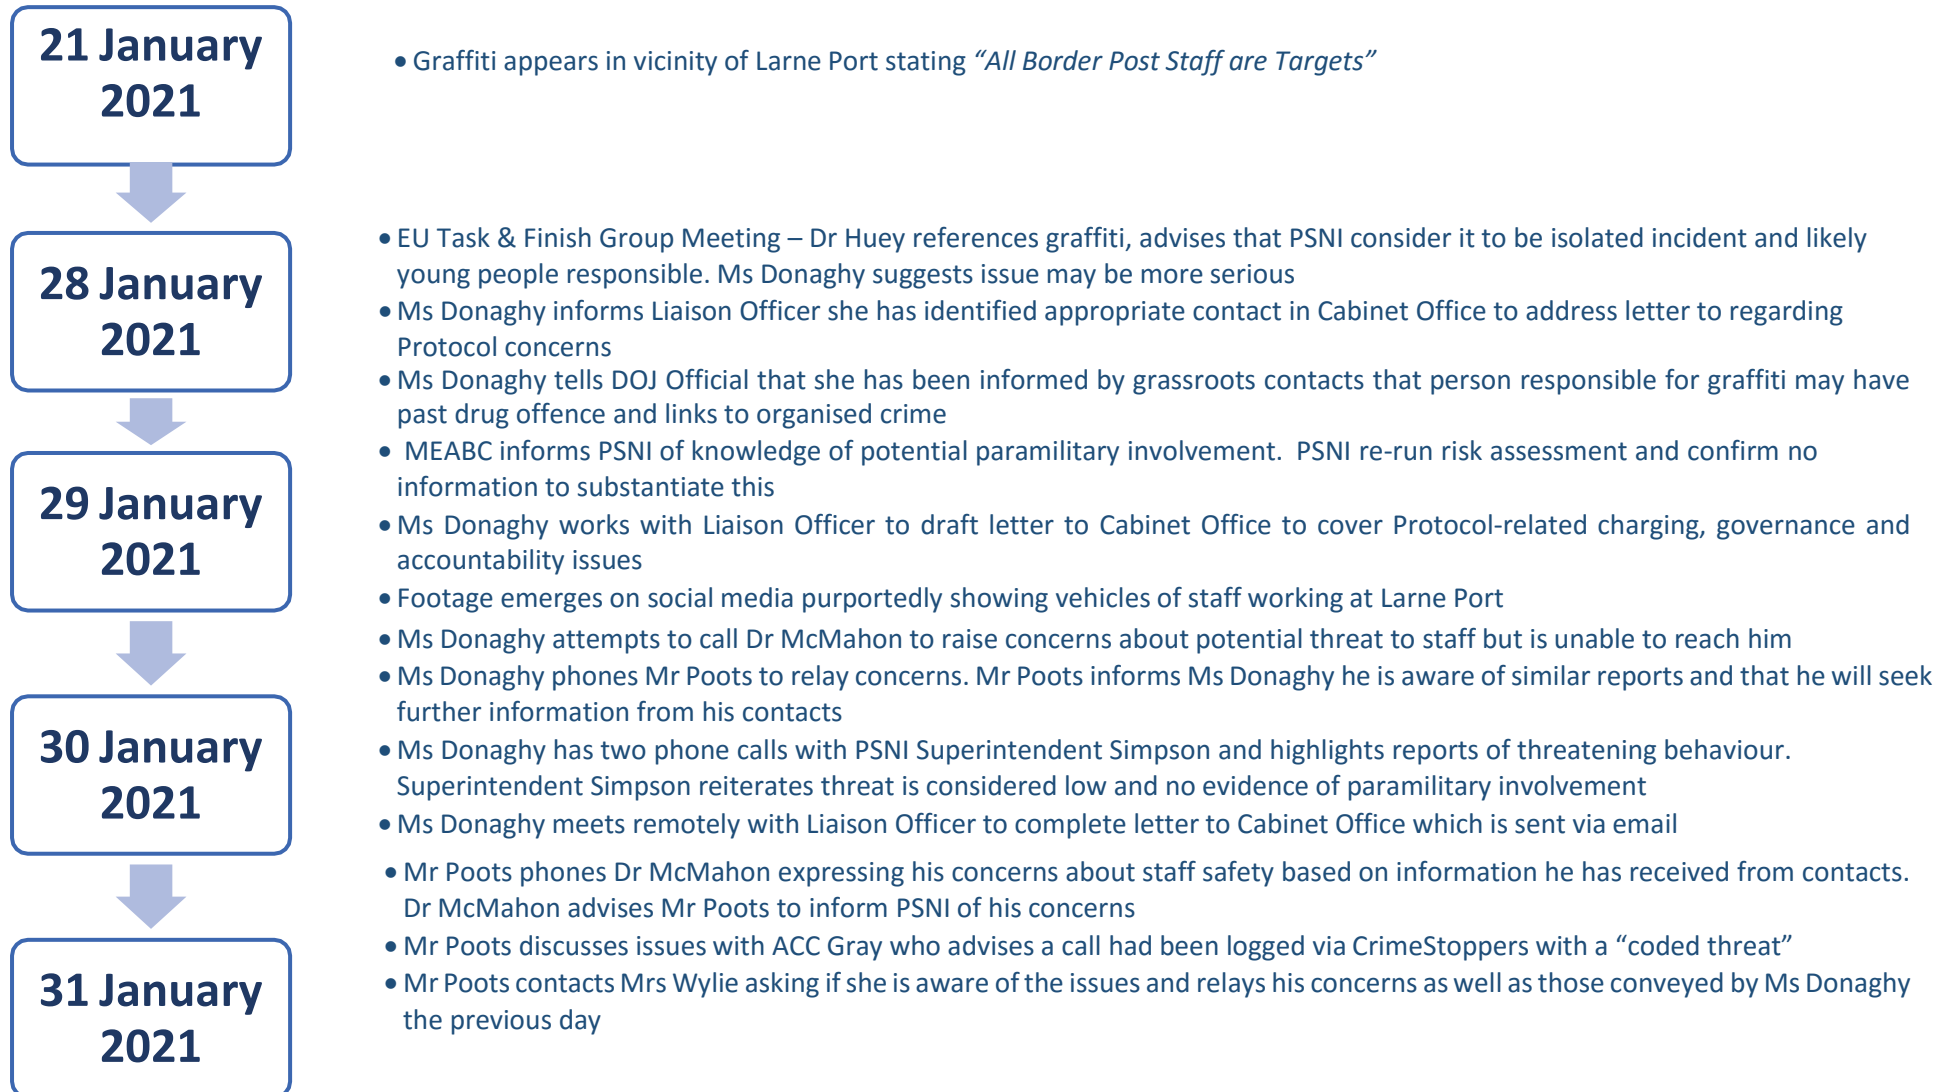 21 January
2021
• Graffiti appears in vicinity of Larne Port stating “All Border Post Staff are Targets”
28 January
2021
• EU Task & Finish Group Meeting – Dr Huey references graffiti, advises that PSNI consider it to be isolated incident and likely
young people responsible. Ms Donaghy suggests issue may be more serious
• Ms Donaghy informs Liaison Officer she has identified appropriate contact in Cabinet Office to address letter to regarding
Protocol concerns
• Ms Donaghy tells DOJ Official that she has been informed by grassroots contacts that person responsible for graffiti may have
past drug offence and links to organised crime
29 January
2021
• MEABC informs PSNI of knowledge of potential paramilitary involvement. PSNI re-run risk assessment and confirm no
information to substantiate this
• Ms Donaghy works with Liaison Officer to draft letter to Cabinet Office to cover Protocol-related charging, governance and
accountability issues
• Footage emerges on social media purportedly showing vehicles of staff working at Larne Port
• Ms Donaghy attempts to call Dr McMahon to raise concerns about potential threat to staff but is unable to reach him
30 January
2021
• Ms Donaghy phones Mr Poots to relay concerns. Mr Poots informs Ms Donaghy he is aware of similar reports and that he will seek
further information from his contacts
• Ms Donaghy has two phone calls with PSNI Superintendent Simpson and highlights reports of threatening behaviour.
Superintendent Simpson reiterates threat is considered low and no evidence of paramilitary involvement
• Ms Donaghy meets remotely with Liaison Officer to complete letter to Cabinet Office which is sent via email
31 January
2021
• Mr Poots phones Dr McMahon expressing his concerns about staff safety based on information he has received from contacts.
Dr McMahon advises Mr Poots to inform PSNI of his concerns
• Mr Poots discusses issues with ACC Gray who advises a call had been logged via CrimeStoppers with a “coded threat”
• Mr Poots contacts Mrs Wylie asking if she is aware of the issues and relays his concerns as well as those conveyed by Ms Donaghy
the previous day